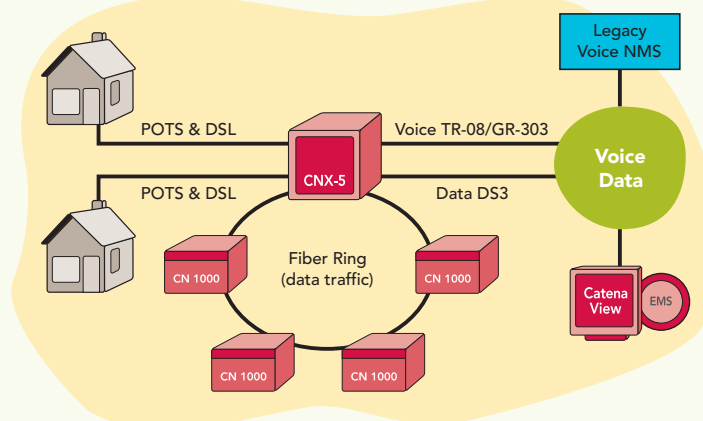 Legacy
Voice NMS
POTS & DSL
Voice TR-08/GR-303
CNX-5
Voice
Data
POTS & DSL
Data DS3
Fiber Ring
(data traffic)
CN 1000
CN 1000
Catena
View
EMS
CN 1000
CN 1000